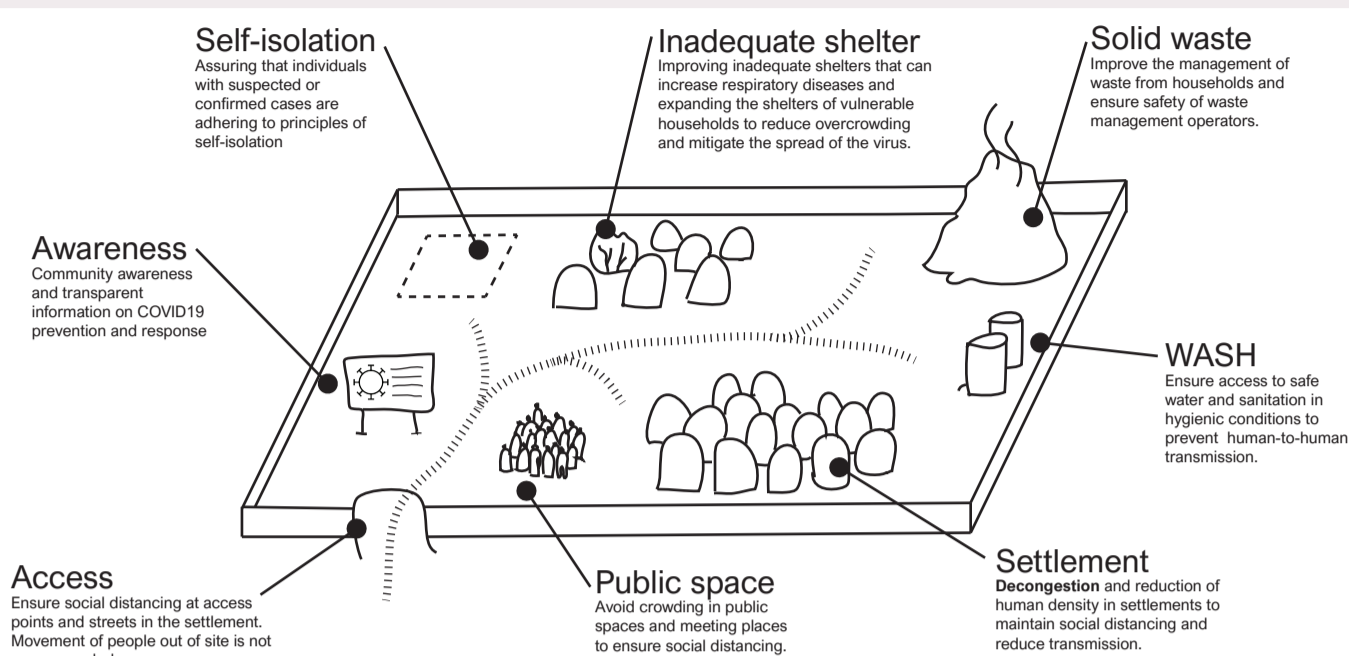 Self-isolation
Assuring that individuals
with suspected or
confirmed cases are
adhering to principles of
self-isolation
Inadequate shelter
Improving inadequate shelters that can
increase respiratory diseases and
expanding the shelters of vulnerable
households to reduce overcrowding
and mitigate the spread of the virus.
Solid waste
Improve the management of
waste from households and
ensure safety of waste
management operators.
Awareness
Community awareness
and transparent
information on COVID19
prevention and response
WASH
Ensure access to safe
water and sanitation in
hygienic conditions to
prevent human-to-human
transmission.
Access
Ensure social distancing at access
points and streets in the settlement.
Movement of people out of site is not
Public space
Avoid crowding in public
spaces and meeting places
to ensure social distancing.
Settlement
Decongestion and reduction of
human density in settlements to
maintain social distancing and
reduce transmission.